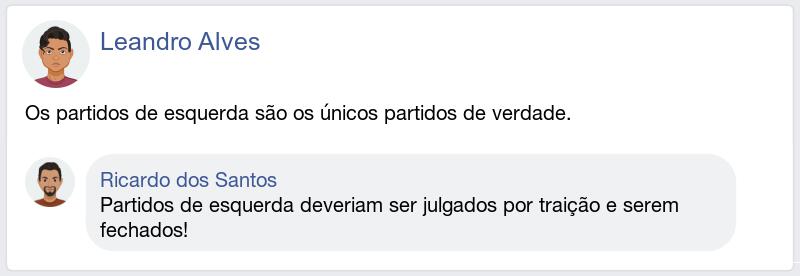 Leandro Alves
Os partidos de esquerda são os únicos partidos de verdade.
Ricardo dos Santos
Partidos de esquerda deveriam ser julgados por traição e serem
fechados!